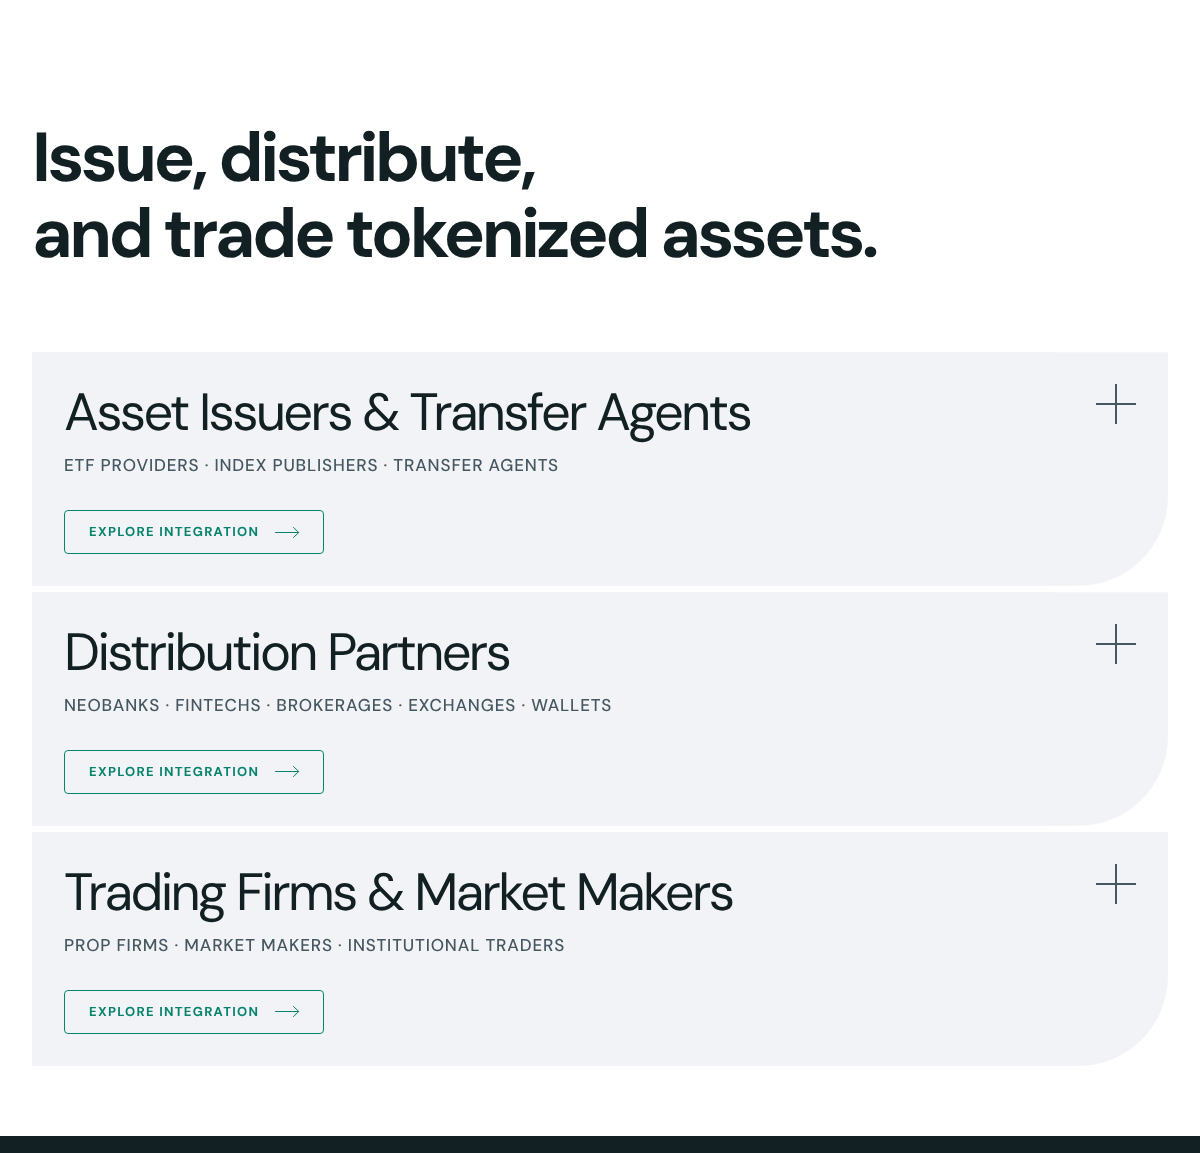 Issue, distribute,
and trade tokenized assets.
Asset Issuers & Transfer Agents
ETF PROVIDERS · INDEX PUBLISHERS · TRANSFER AGENTS
EXPLORE INTEGRATION
Distribution Partners
NEOBANKS · FINTECHS · BROKERAGES · EXCHANGES · WALLETS
EXPLORE INTEGRATION
Trading Firms & Market Makers
PROP FIRMS · MARKET MAKERS · INSTITUTIONAL TRADERS
EXPLORE INTEGRATION